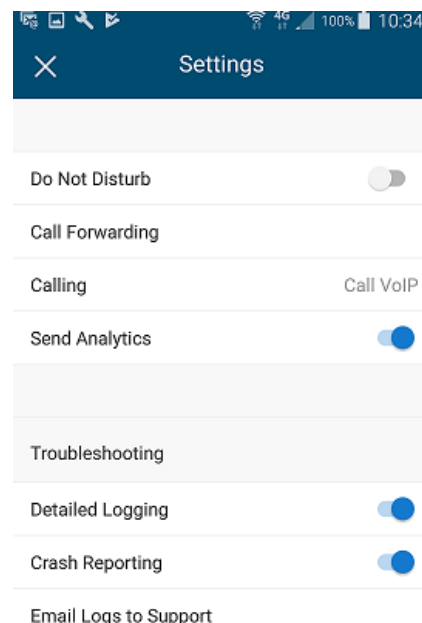 4G 100% 10:34
Settings
Do Not Disturb
Call Forwarding
Calling Call VoIP
Send Analytics
Troubleshooting
Detailed Logging
Crash Reporting
Email Logs to Support